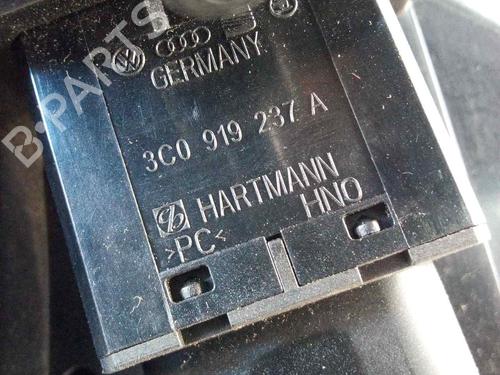 B-PARTS
GERMANY
3C0 919 237 A
HARTMANN
>PC<
HNO